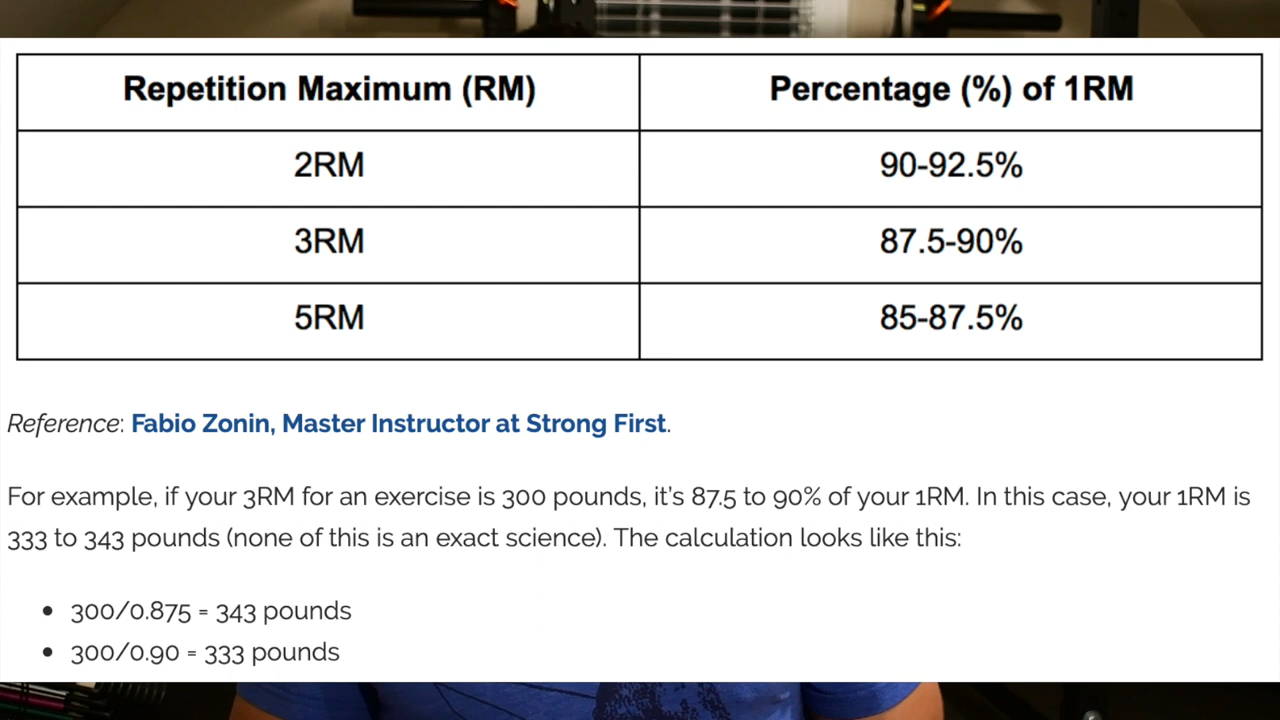 Repetition Maximum (RM) Percentage (%) of 1RM
2RM 90-92.5%
3RM 87.5-90%
5RM 85-87.5%
Reference: Fabio Zonin, Master Instructor at Strong First.
For example, if your 3RM for an exercise is 300 pounds, it's 87.5 to 90% of your 1RM. In this case, your 1RM is
333 to 343 pounds (none of this is an exact science). The calculation looks like this:
• 300/0.875 = 343 pounds
• 300/0.90 = 333 pounds